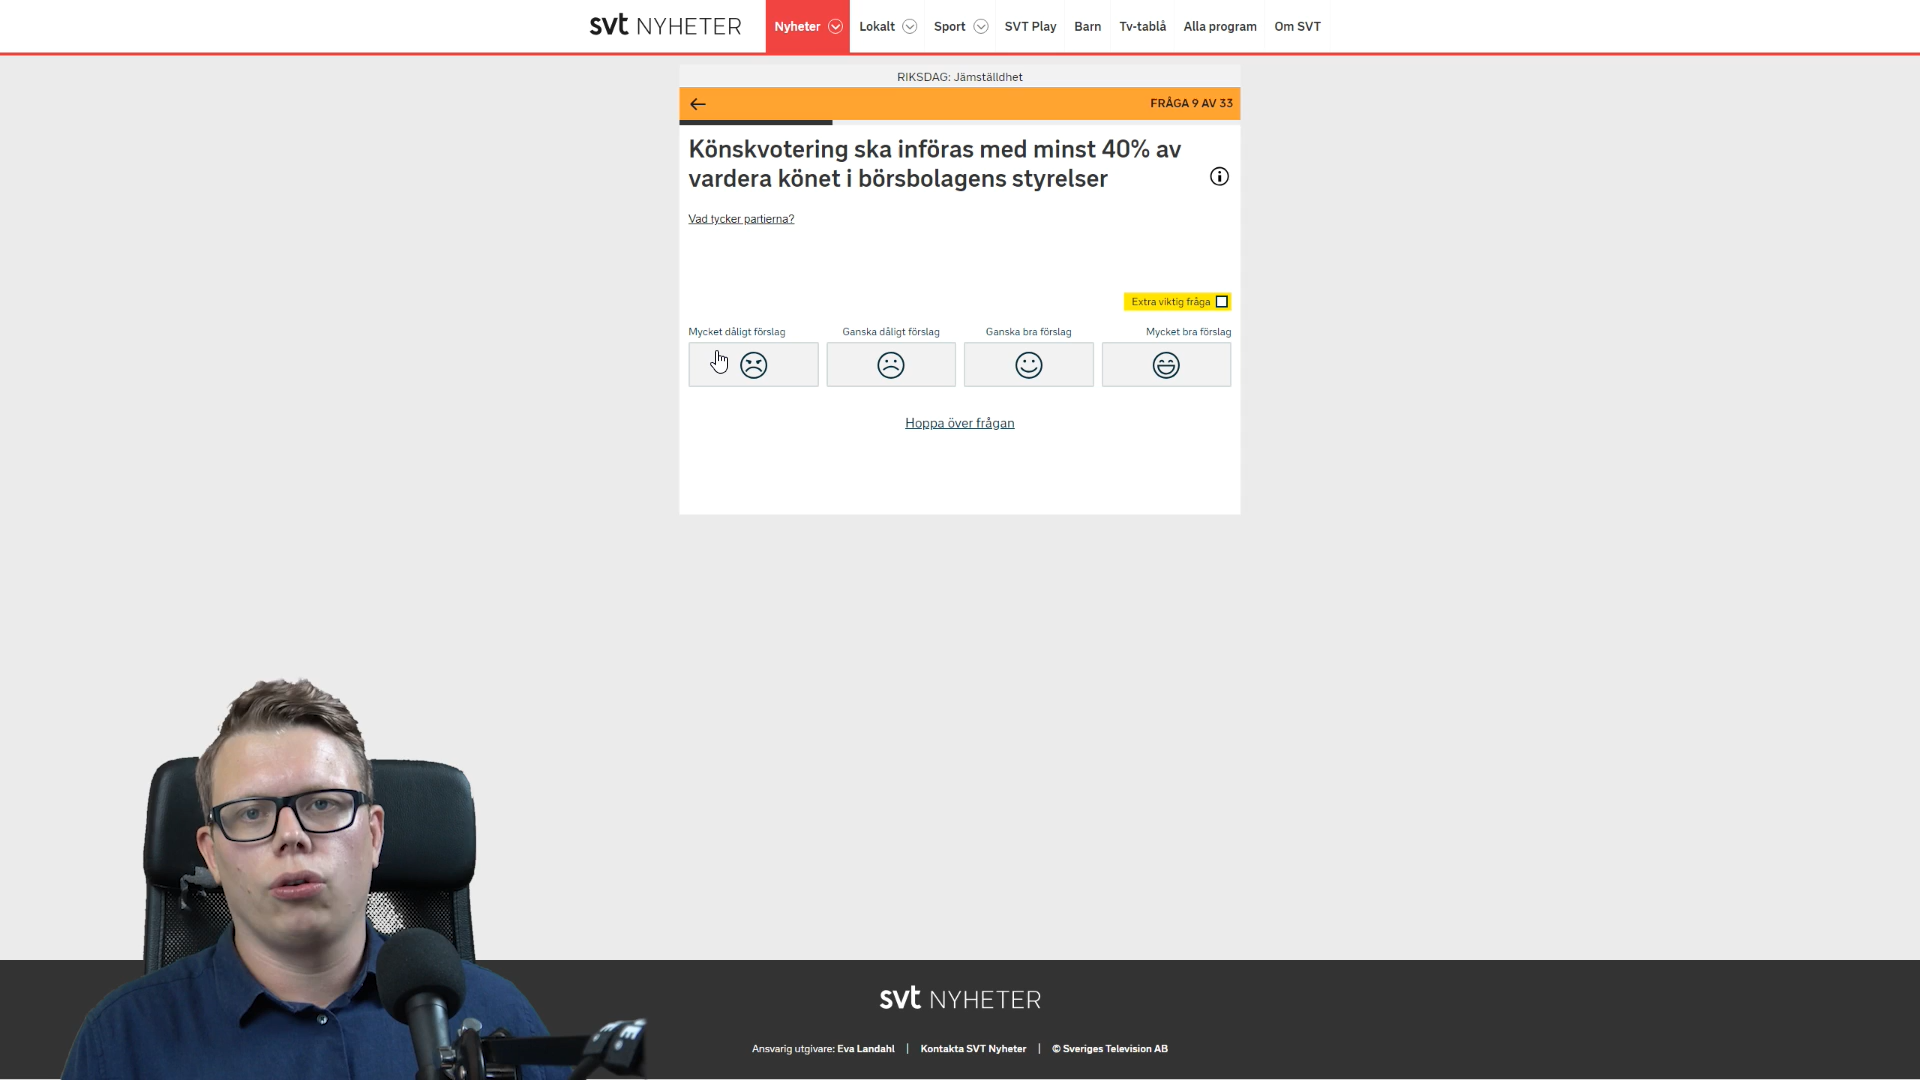 svt NYHETER
Nyheter Lokalt Sport SVT Play Barn Tv-tablå Alla program Om SVT
RIKSDAG: Jämställdhet
FRÅGA 9 AV 33
Könskvotering ska införas med minst 40% av
vardera könet i börsbolagens styrelser
Vad tycker partierna?
Extra viktig fråga
Mycket dåligt förslag Ganska dåligt förslag Ganska bra förslag Mycket bra förslag
Hoppa över frågan
svt NYHETER
Ansvarig utgivare: Eva Landahl | Kontakta SVT Nyheter | © Sveriges Television AB